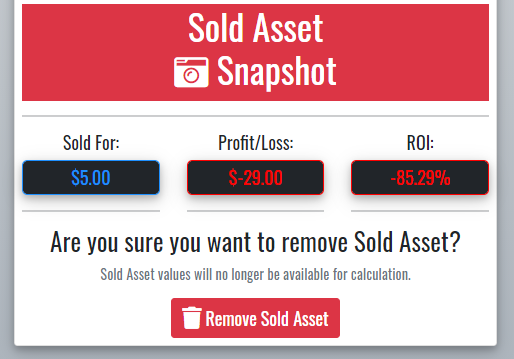 Sold Asset
Snapshot
Sold For:
Profit/Loss:
ROI:
$5.00
$-29.00
-85.29%
Are you sure you want to remove Sold Asset?
Sold Asset values will no longer be available for calculation.
Remove Sold Asset